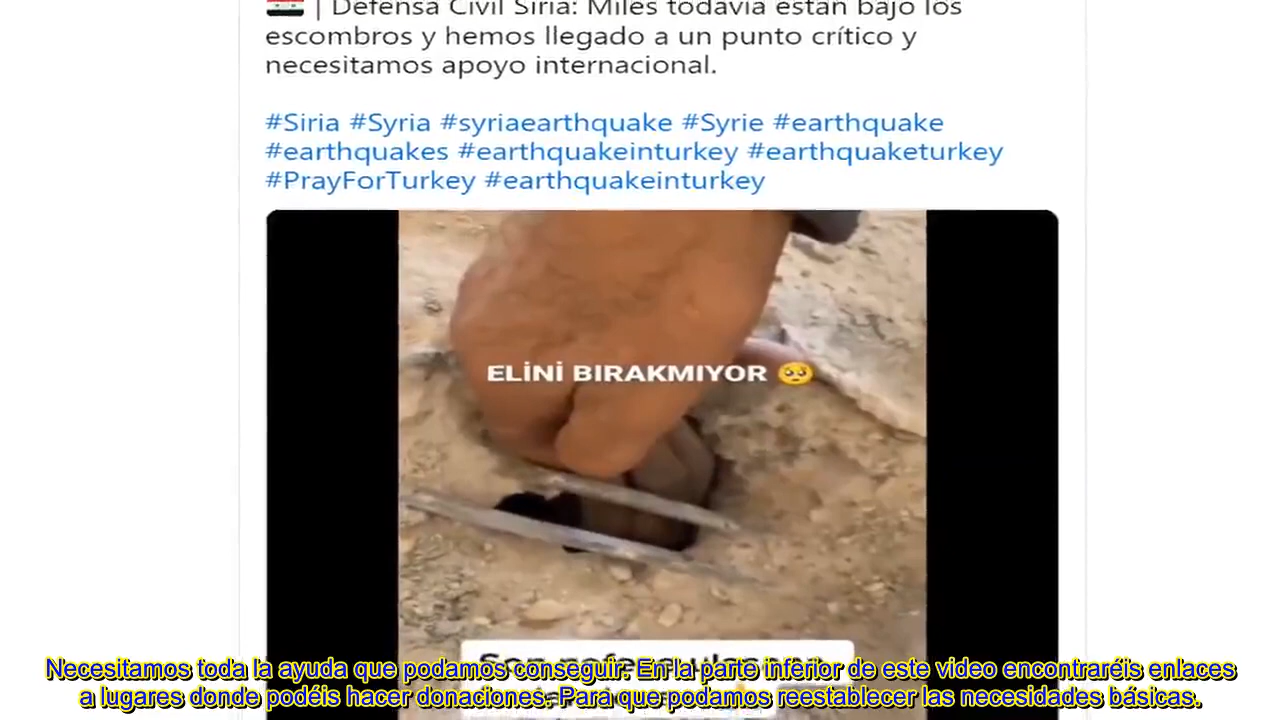 | Defensa Civil Siria: Miles todavía están bajo los
escombros y hemos llegado a un punto crítico y
necesitamos apoyo internacional.
#Siria #Syria #syriaearthquake #Syrie #earthquake
#earthquakes #earthquakeinturkey #earthquaketurkey
#PrayForTurkey #earthquakeinturkey
ELİNİ BIRAKMIYOR 🥺
Necesitamos toda la ayuda que podamos conseguir. En la parte inferior de este video encontraréis enlaces
a lugares donde podéis hacer donaciones. Para que podamos reestablecer las necesidades básicas.